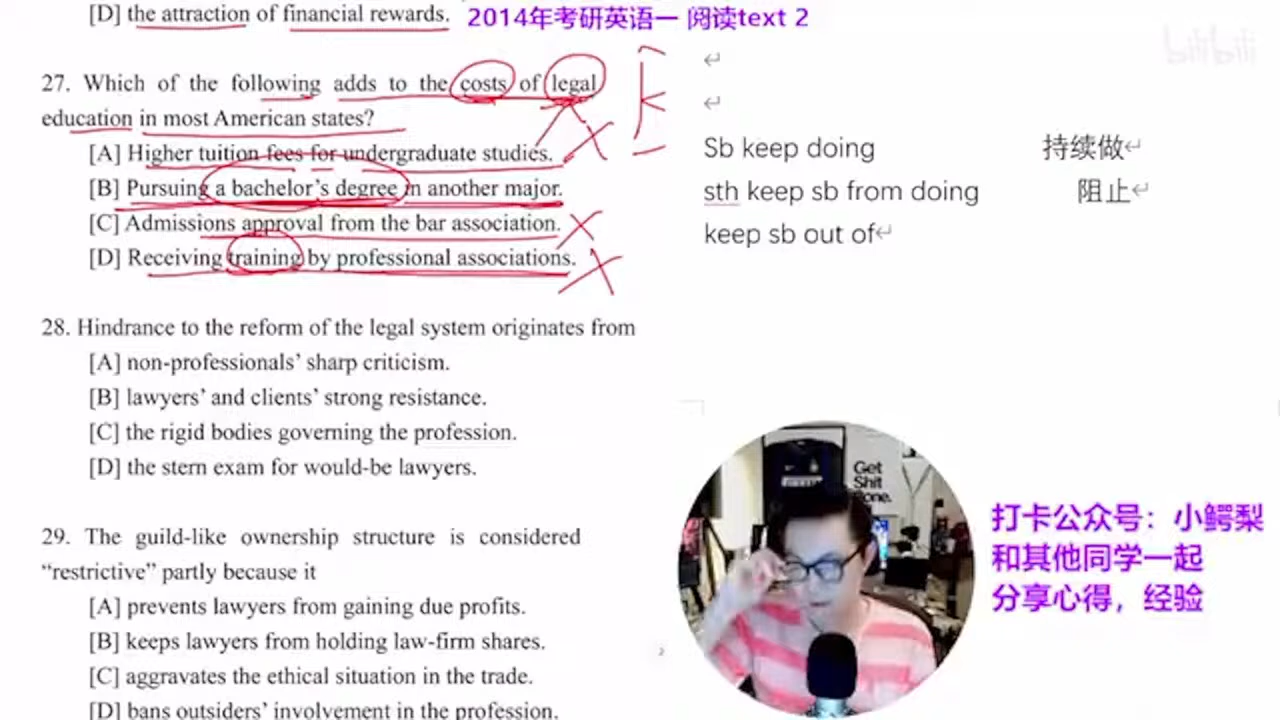 [D] the attraction of financial rewards.
2014年考研英语一 阅读text 2
bilibili
27. Which of the following adds to the costs of legal
education in most American states?
[A] Higher tuition fees for undergraduate studies.
[B] Pursuing a bachelor's degree in another major.
[C] Admissions approval from the bar association.
[D] Receiving training by professional associations.
Sb keep doing 持续做
sth keep sb from doing 阻止
keep sb out of
28. Hindrance to the reform of the legal system originates from
[A] non-professionals' sharp criticism.
[B] lawyers' and clients' strong resistance.
[C] the rigid bodies governing the profession.
[D] the stern exam for would-be lawyers.
29. The guild-like ownership structure is considered
“restrictive” partly because it
[A] prevents lawyers from gaining due profits.
[B] keeps lawyers from holding law-firm shares.
[C] aggravates the ethical situation in the trade.
[D] bans outsiders' involvement in the profession.
Get
Shit
Done.
打卡公众号：小鳄梨
和其他同学一起
分享心得，经验